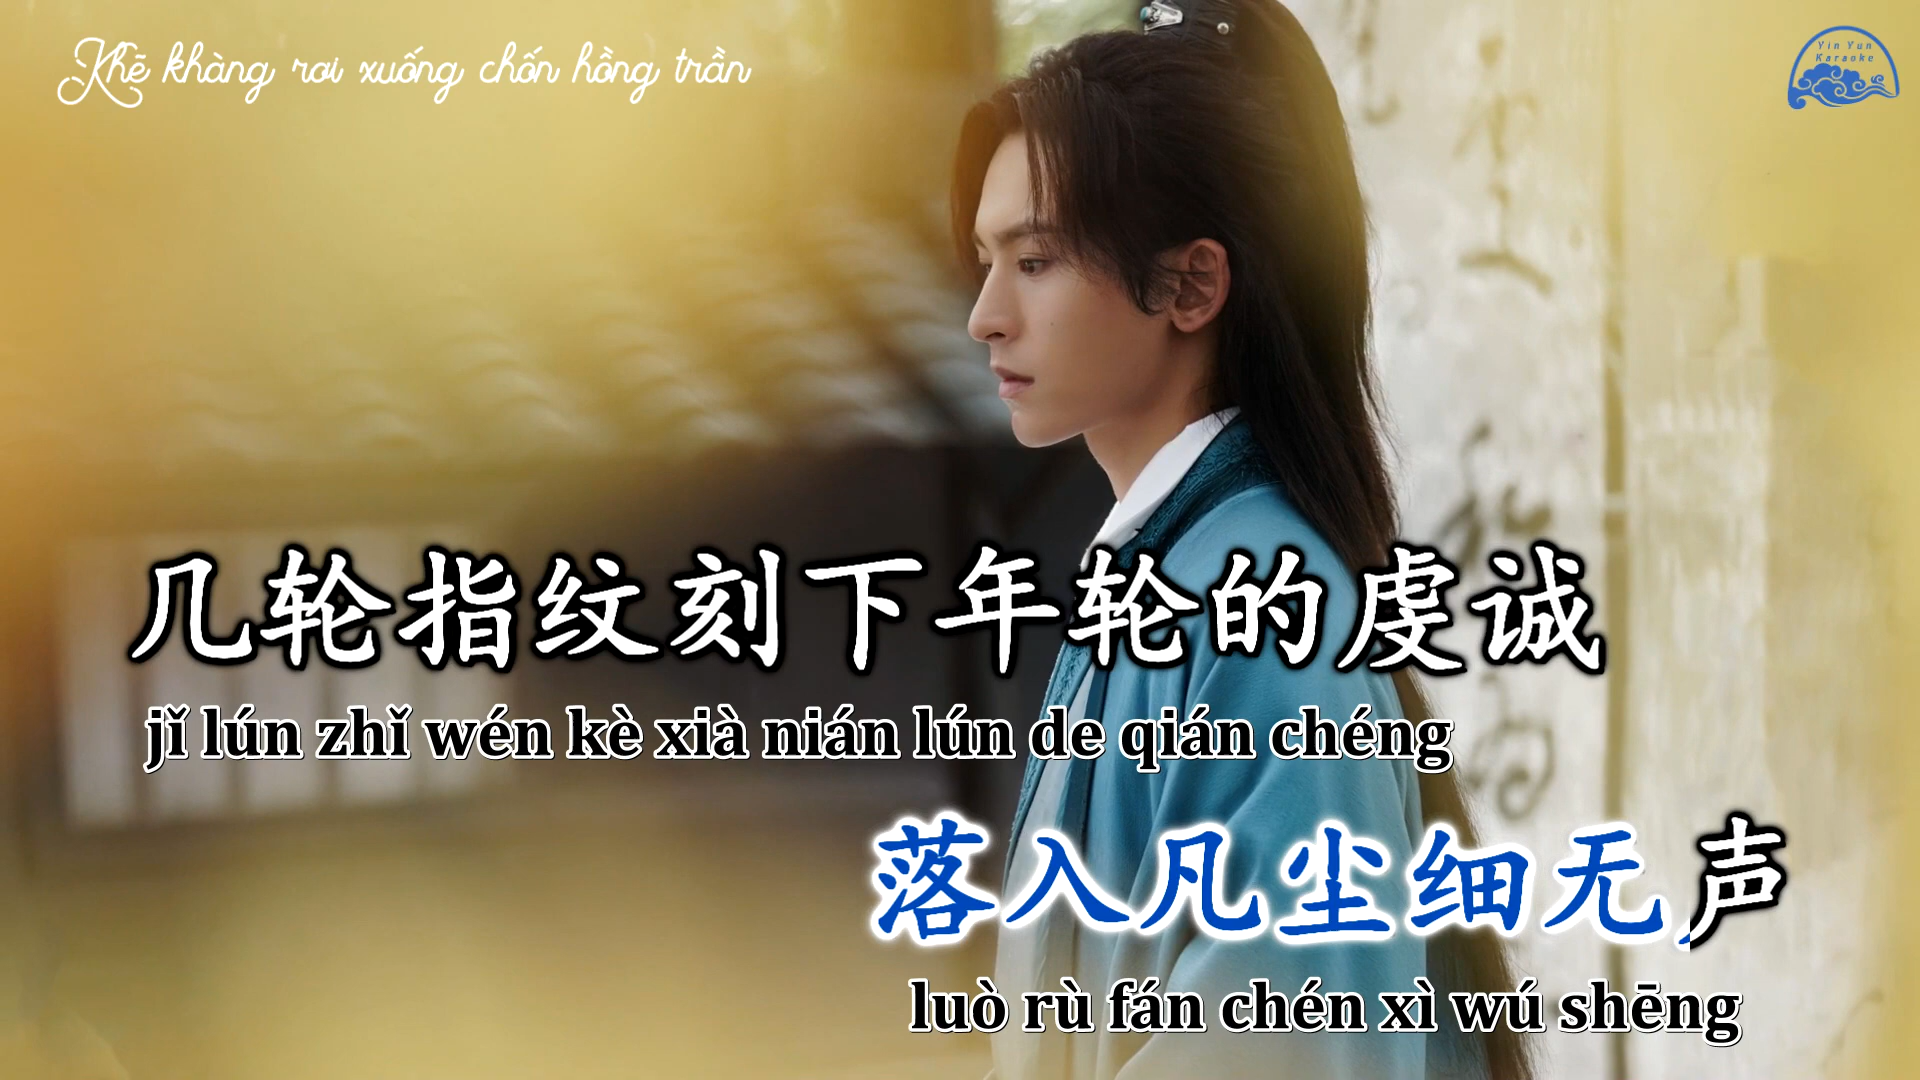 Khẽ khàng rơi xuống chốn hồng trần
Yin Yun
Karaoke
几轮指纹刻下年轮的虔诚
jǐ lún zhǐ wén kè xià nián lún de qián chéng
落入凡尘细无声
luò rù fán chén xì wú shēng